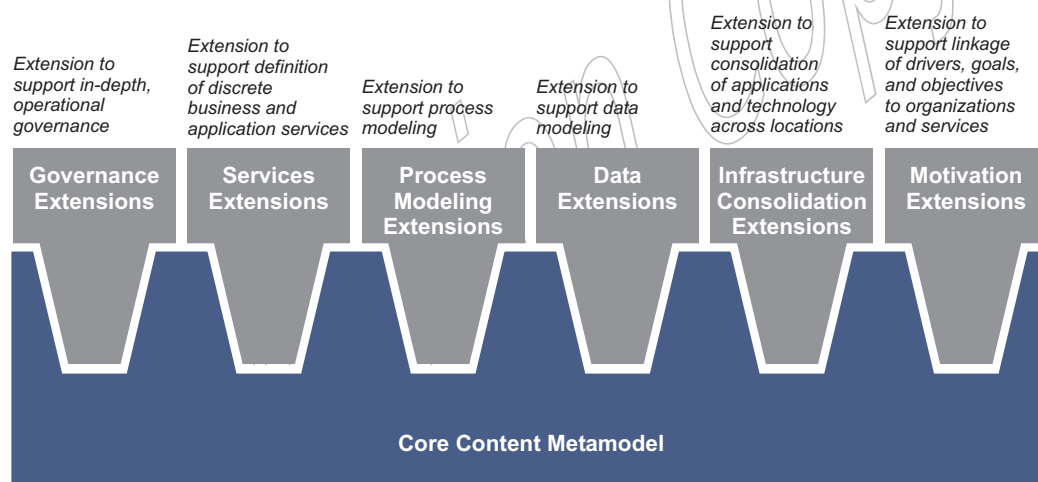 Extension to
support in-depth,
operational
governance
Extension to
support definition
of discrete
business and
application services
Extension to
support process
modeling
Extension to
support data
modeling
Extension to
support
consolidation
of applications
and technology
across locations
Extension to
support linkage
of drivers, goals,
and objectives
to organizations
and services
Governance
Extensions
Services
Extensions
Process
Modeling
Extensions
Data
Extensions
Infrastructure
Consolidation
Extensions
Motivation
Extensions
Core Content Metamodel